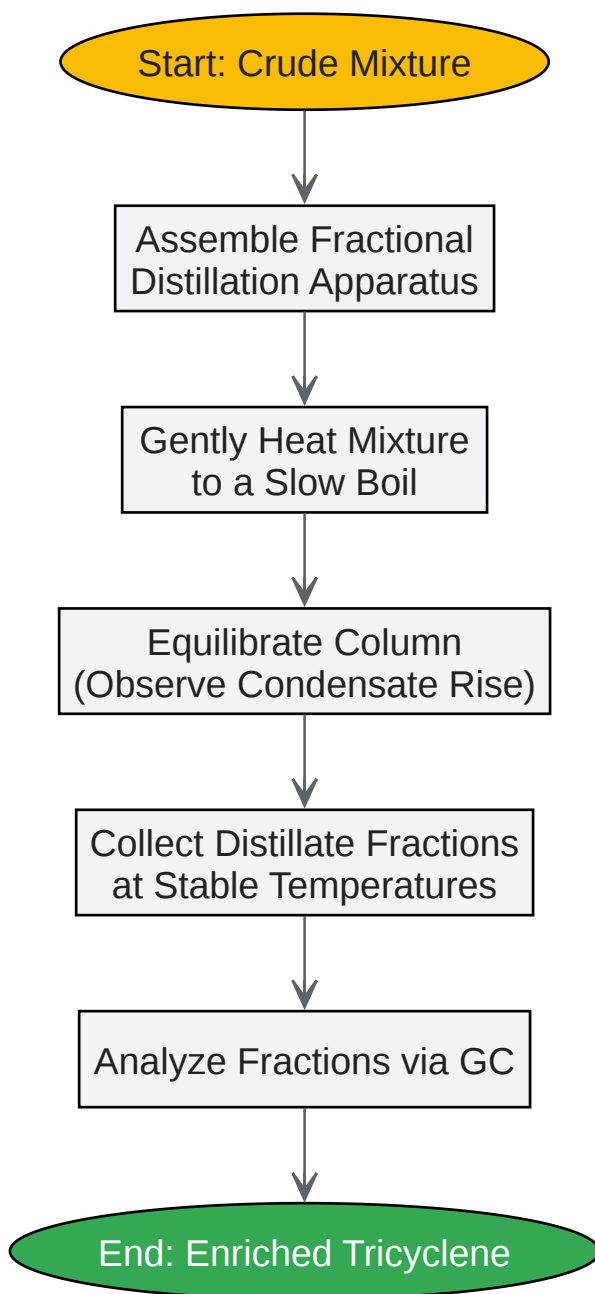 Start: Crude Mixture
Assemble Fractional
Distillation Apparatus
Gently Heat Mixture
to a Slow Boil
Equilibrate Column
(Observe Condensate Rise)
Collect Distillate Fractions
at Stable Temperatures
Analyze Fractions via GC
End: Enriched Tricyclene